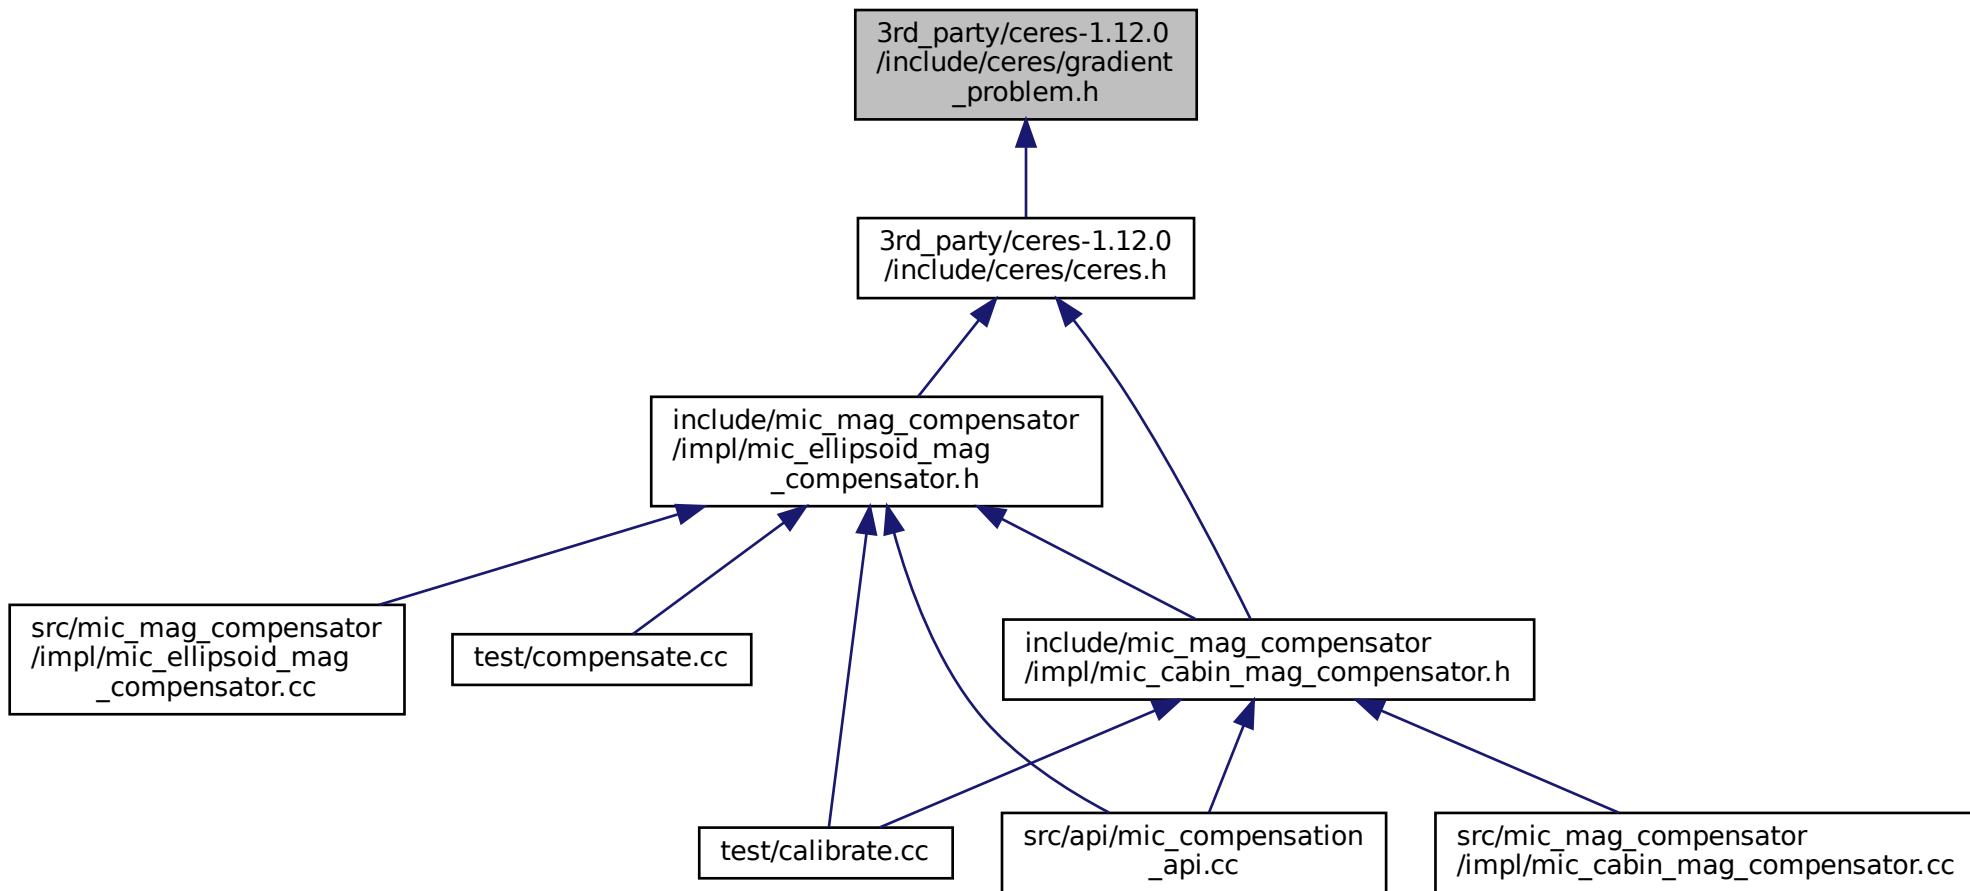 3rd_party/ceres-1.12.0
/include/ceres/gradient
_problem.h
3rd_party/ceres-1.12.0
/include/ceres/ceres.h
include/mic_mag_compensator
/impl/mic_ellipsoid_mag
_compensator.h
src/mic_mag_compensator
/impl/mic_ellipsoid_mag
_compensator.cc
test/compensate.cc
include/mic_mag_compensator
/impl/mic_cabin_mag_compensator.h
test/calibrate.cc
src/api/mic_compensation
_api.cc
src/mic_mag_compensator
/impl/mic_cabin_mag_compensator.cc